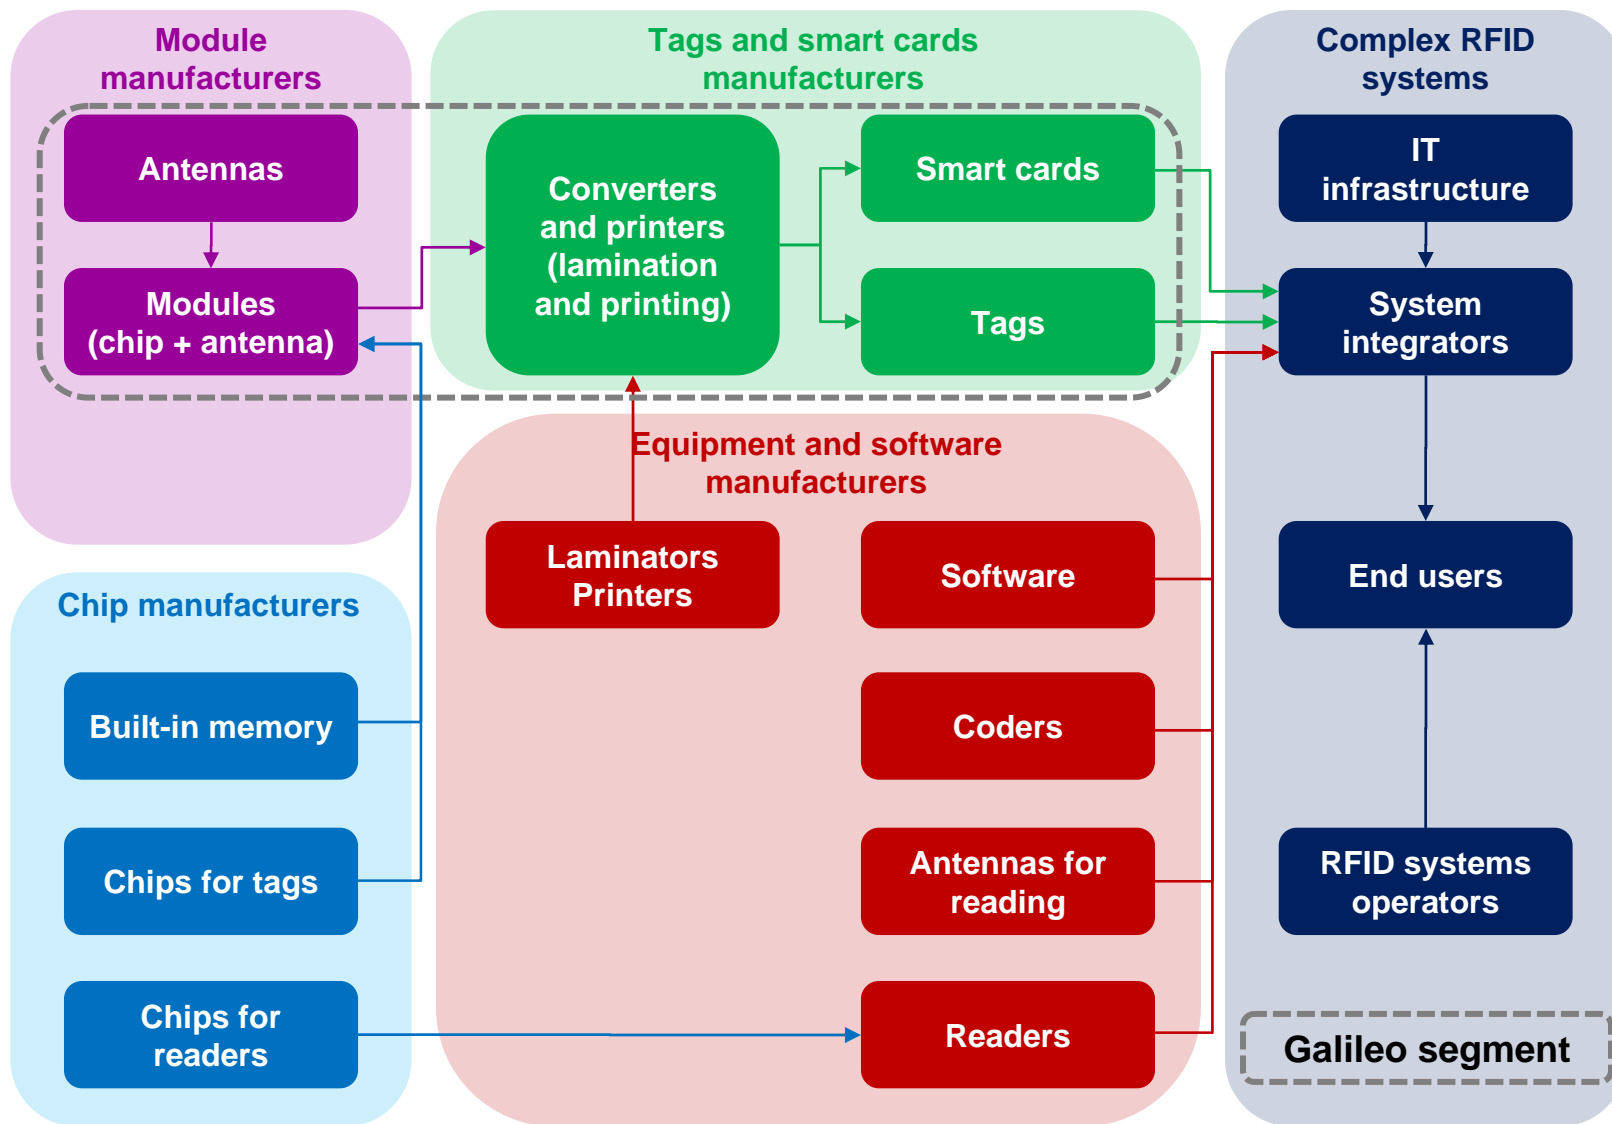 Module
manufacturers
Antennas
Modules
(chip + antenna)
Tags and smart cards
manufacturers
Converters
and printers
(lamination
and printing)
Smart cards
Tags
Complex RFID
systems
IT
infrastructure
System
integrators
End users
RFID systems
operators
Equipment and software
manufacturers
Laminators
Printers
Software
Coders
Antennas for
reading
Readers
Chip manufacturers
Built-in memory
Chips for tags
Chips for
readers
Galileo segment